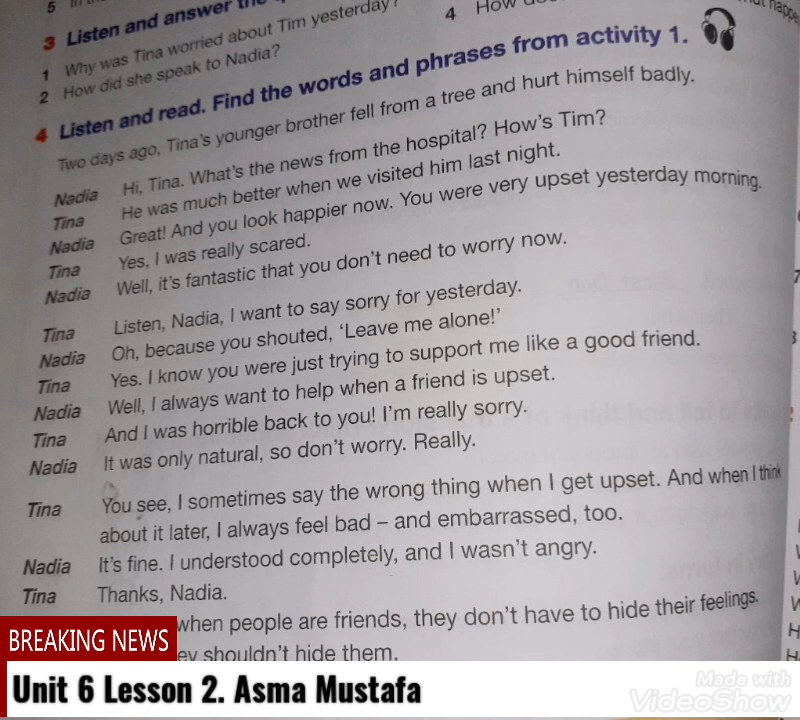 5
3 Listen and answer the
4 How
1 Why was Tina worried about Tim yesterday?
2 How did she speak to Nadia?
4 Listen and read. Find the words and phrases from activity 1.
Two days ago, Tina's younger brother fell from a tree and hurt himself badly.
Nadia Hi, Tina. What's the news from the hospital? How's Tim?
Tina He was much better when we visited him last night.
Nadia Great! And you look happier now. You were very upset yesterday morning.
Tina Yes, I was really scared.
Nadia Well, it's fantastic that you don't need to worry now.
Tina Listen, Nadia, I want to say sorry for yesterday.
Nadia Oh, because you shouted, 'Leave me alone!'
Tina Yes. I know you were just trying to support me like a good friend.
Nadia Well, I always want to help when a friend is upset.
Tina And I was horrible back to you! I'm really sorry.
Nadia It was only natural, so don't worry. Really.
Tina You see, I sometimes say the wrong thing when I get upset. And when I think
about it later, I always feel bad – and embarrassed, too.
Nadia It's fine. I understood completely, and I wasn't angry.
Tina Thanks, Nadia.
when people are friends, they don't have to hide their feelings.
shouldn't hide them.
BREAKING NEWS
Unit 6 Lesson 2. Asma Mustafa
Made with
VideoShow